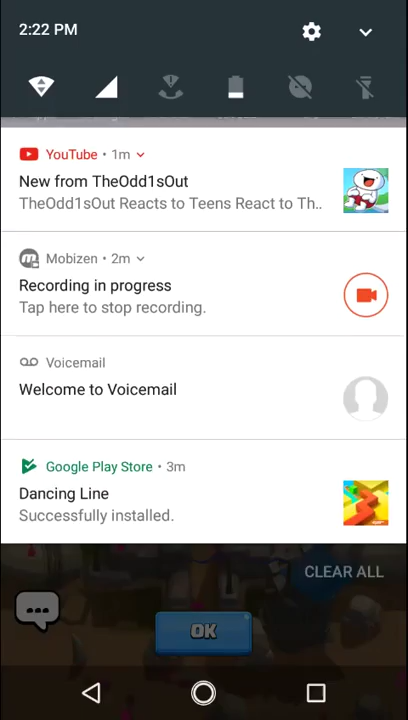 2:22 PM
YouTube • 1m
New from TheOdd1sOut
TheOdd1sOut Reacts to Teens React to Th..
Mobizen • 2m
Recording in progress
Tap here to stop recording.
Voicemail
Welcome to Voicemail
Google Play Store • 3m
Dancing Line
Successfully installed.
CLEAR ALL
OK